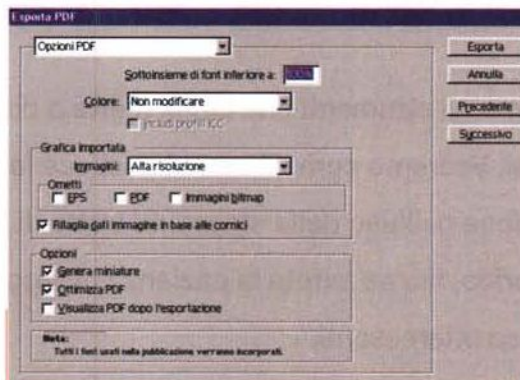 Esporta PDF
Opzioni PDF
Sottoinsieme di font inferiore a: 100%
Colore: Non modificare
Includi profili ICC
Grafica importata
Immagini: Alta risoluzione
Ometti
EPS PDF Immagini bitmap
Ritaglia dati immagine in base alle cornici
Opzioni
Genera miniature
Ottimizza PDF
Visualizza PDF dopo l'esportazione
Nota:
Tutti i font usati nella pubblicazione verranno incorporati.
Esporta
Annulla
Precedente
Successivo